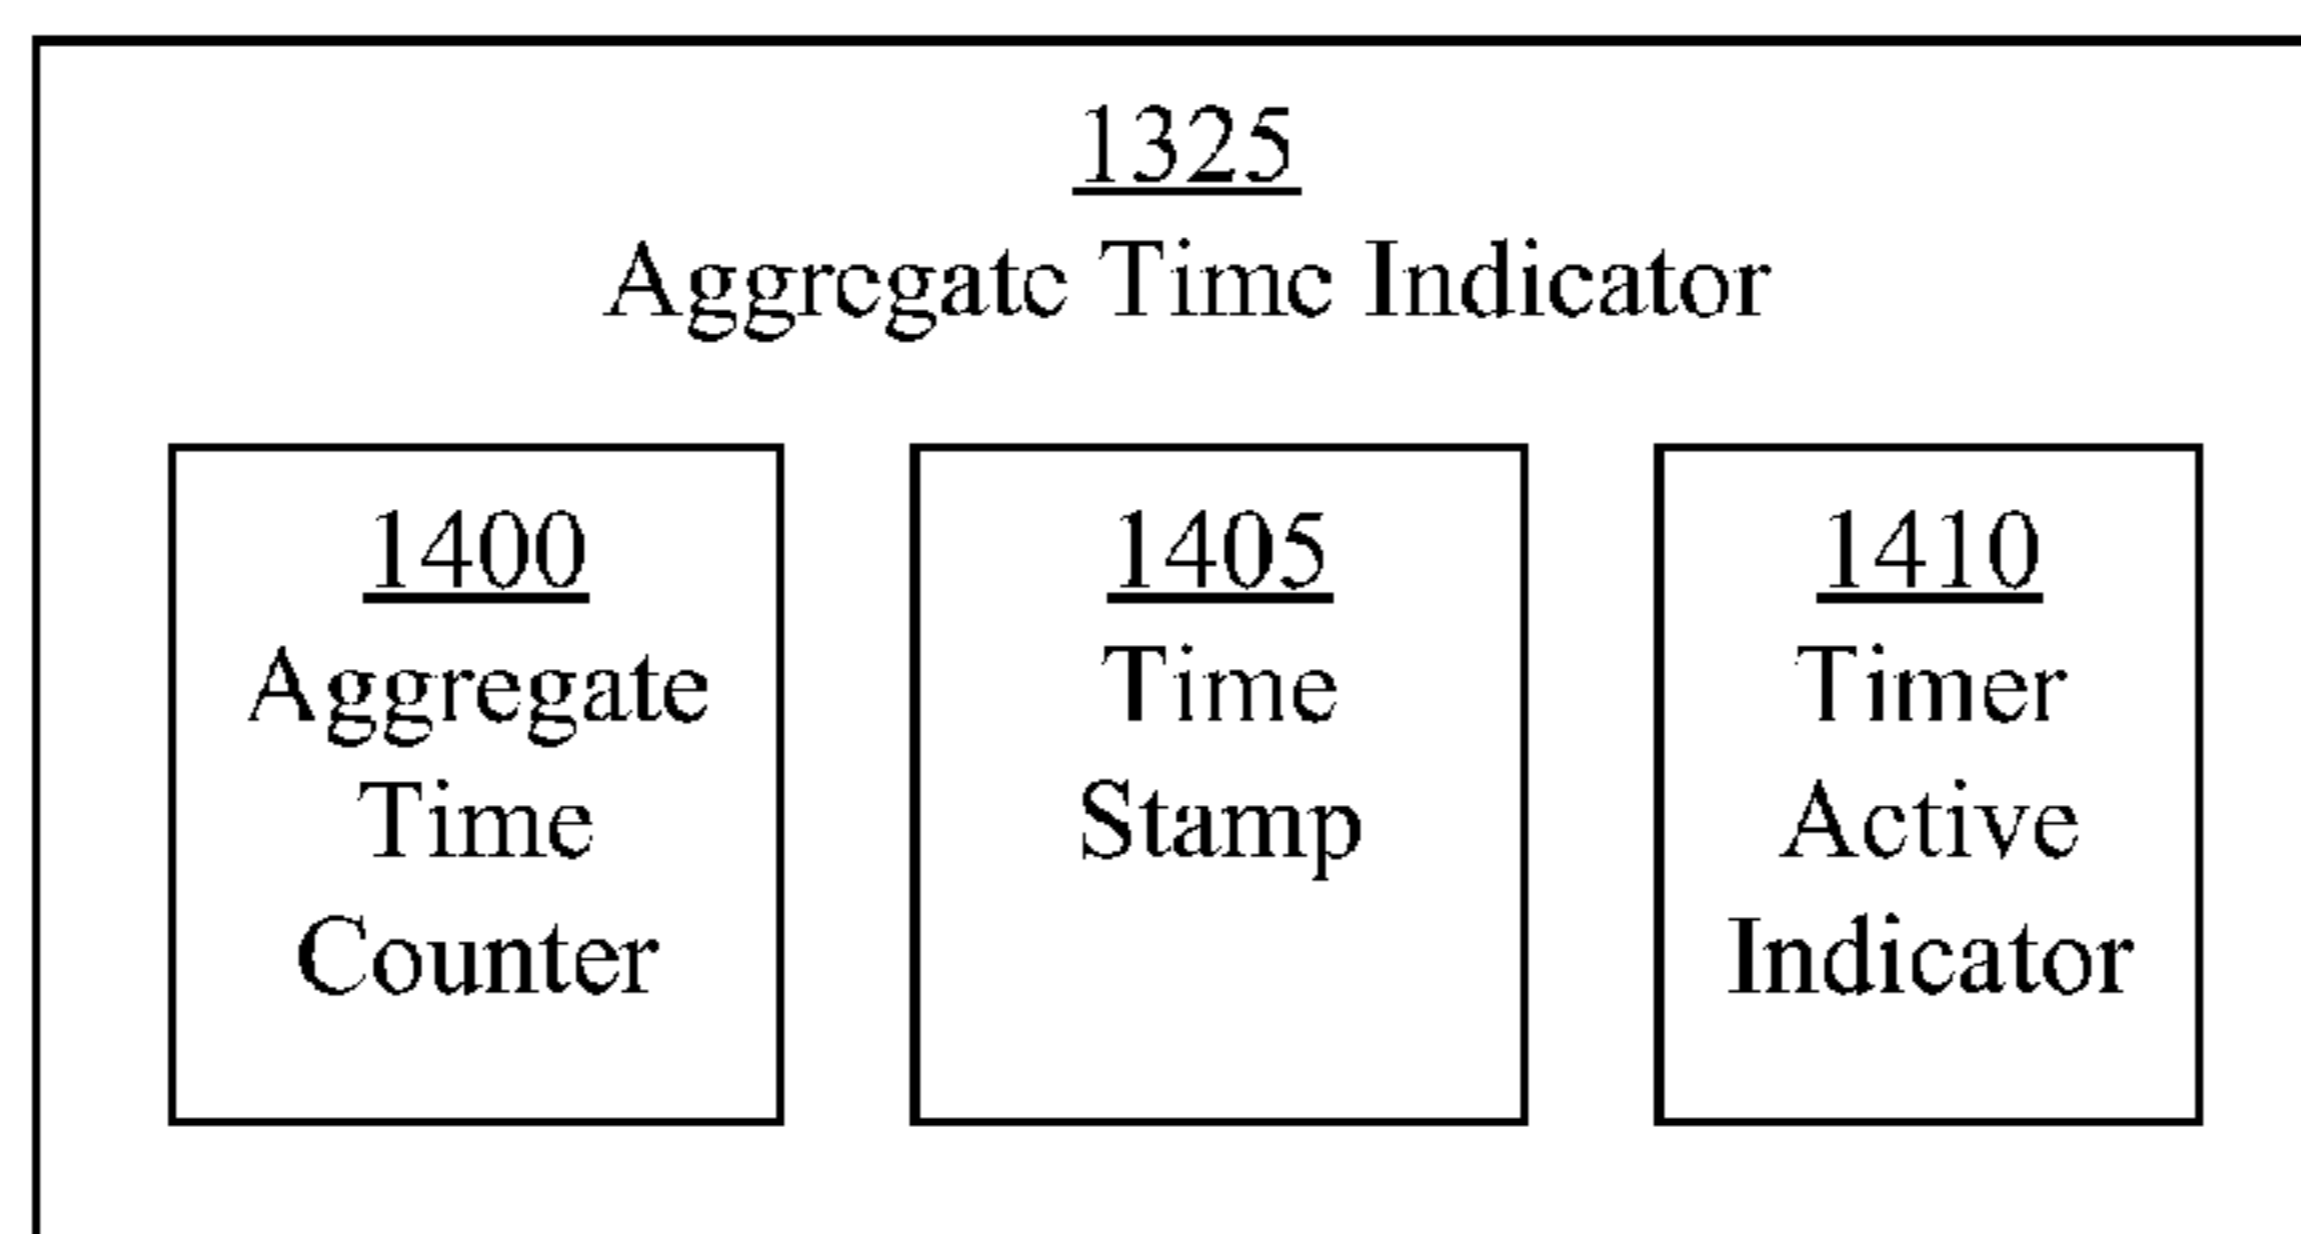 1325
Aggregate Time Indicator
1400
Aggregate
Time
Counter
1405
Time
Stamp
1410
Timer
Active
Indicator